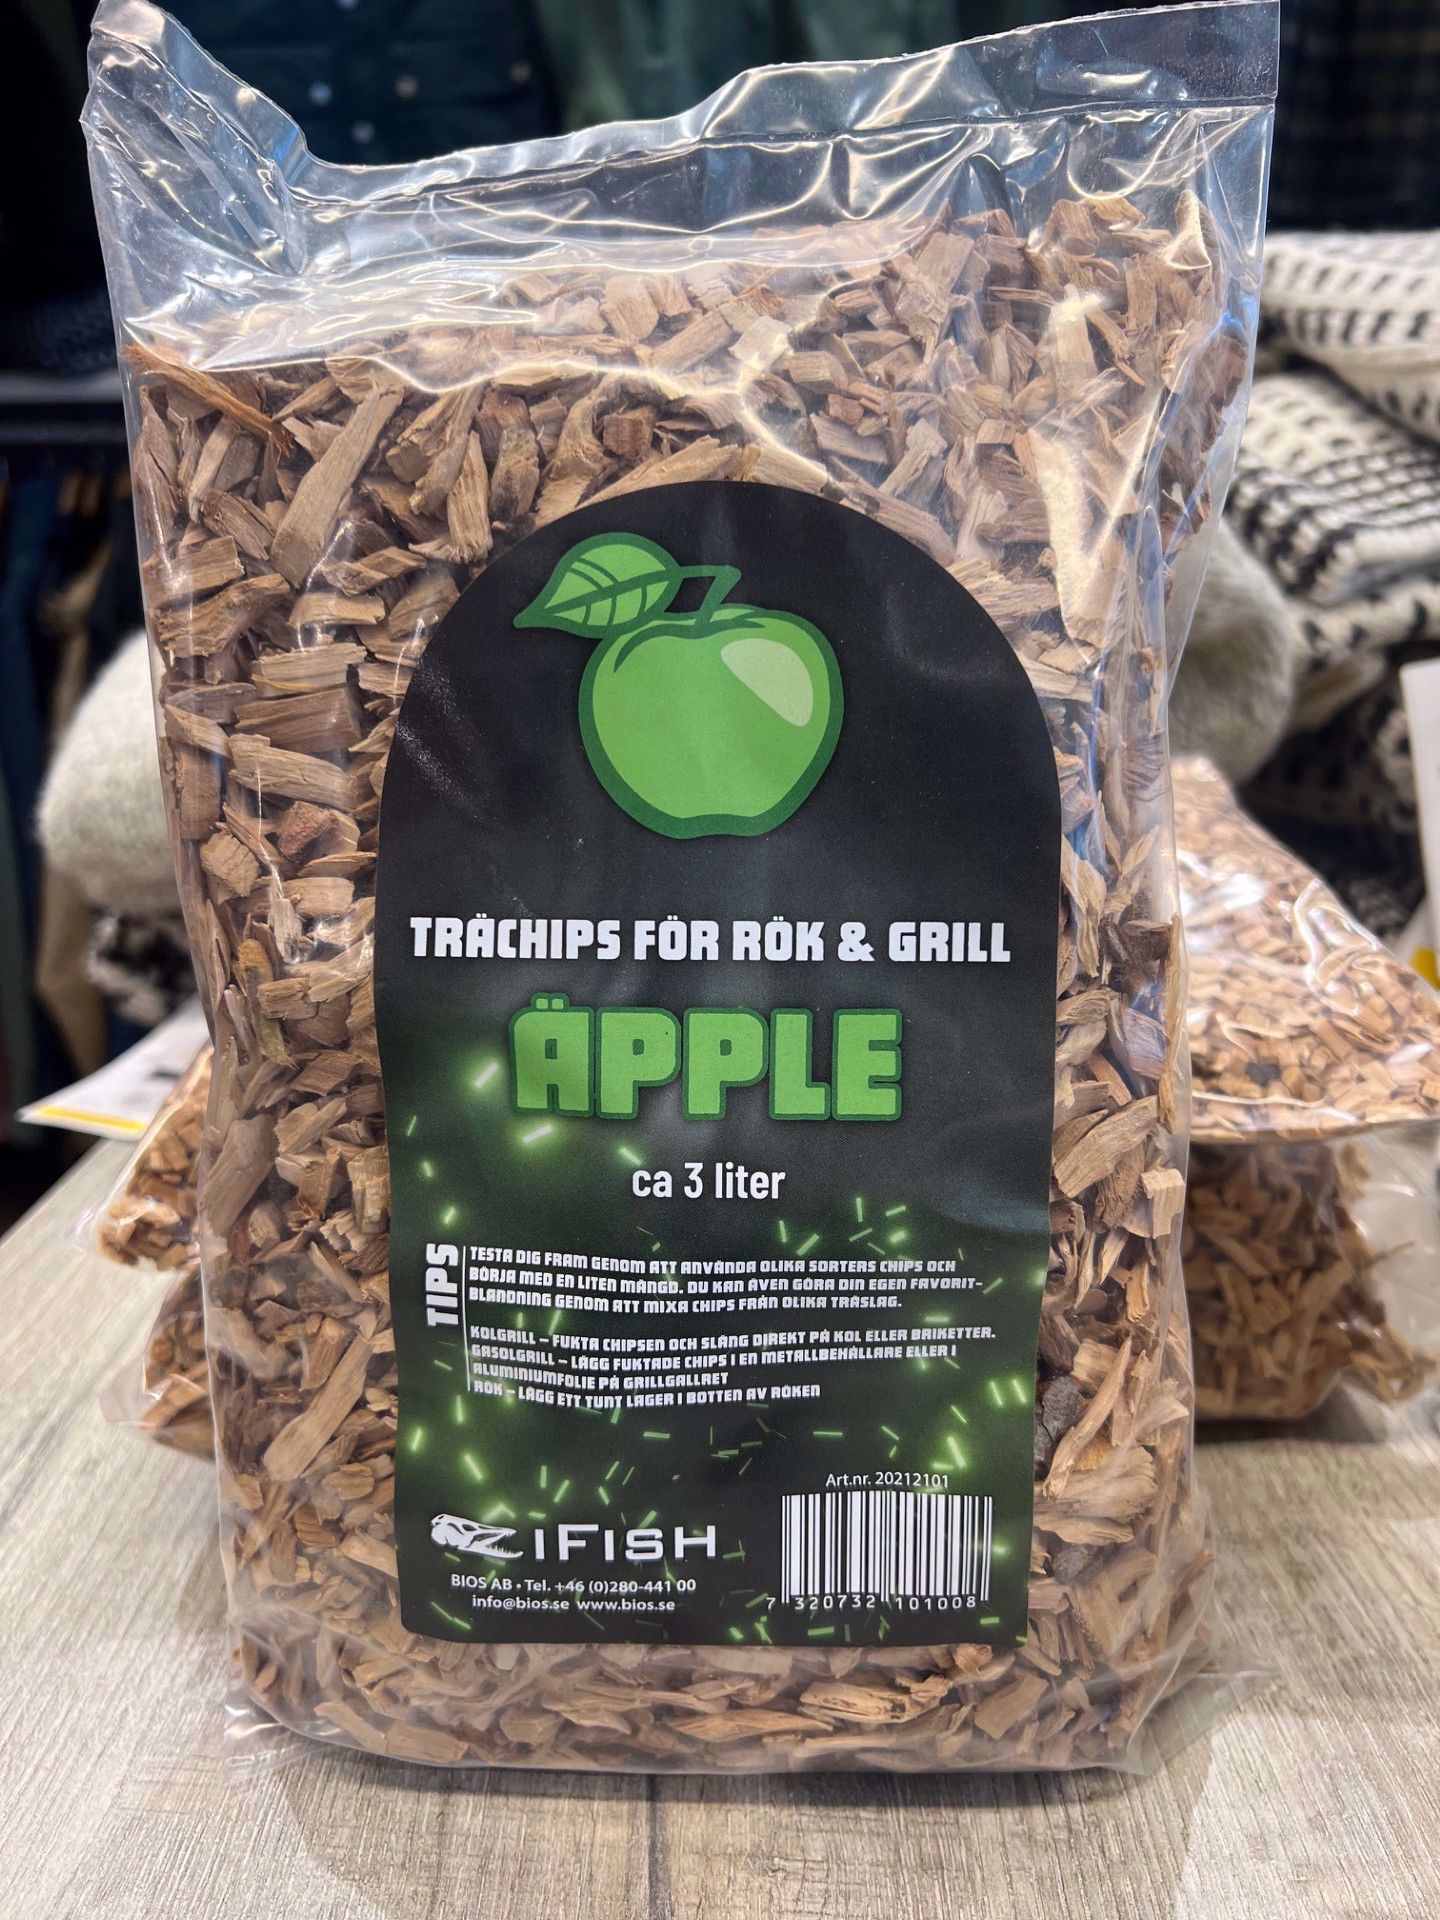 TRÄCHIPS FÖR RÖK & GRILL
ÄPPLE
ca 3 liter
TIPS
TESTA DIG FRAM GENOM ATT ANVÄNDA OLIKA SORTERS CHIPS OCH
BÖRJA MED EN LITEN MÄNGD. DU KAN ÄVEN GÖRA DIN EGEN FAVORIT-
BLANDNING GENOM ATT MIXA CHIPS FRÅN OLIKA TRÄSLAG.
KOLGRILL – FUKTA CHIPSEN OCH SLÄNG DIREKT PÅ KOL ELLER BRIKETTER.
GASOLGRILL – LÄGG FUKTADE CHIPS I EN METALLBEHÅLLARE ELLER I
ALUMINIUMFOLIE PÅ GRILLGALLRET
RÖK – LÄGG ETT TUNT LAGER I BOTTEN AV RÖKEN
Art.nr. 20212101
iFISH
BIOS AB • Tel. +46 (0)280-441 00
info@bios.se www.bios.se
7 320732 101008